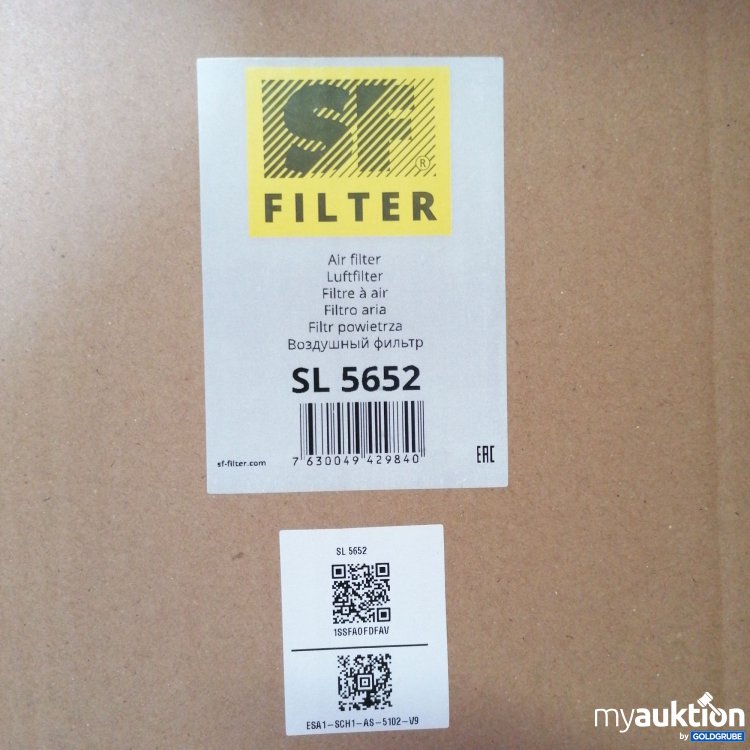 SF
®
FILTER
Air filter
Luftfilter
Filtre à air
Filtro aria
Filtr powietrza
Воздушный фильтр
SL 5652
7 630049 429840
sf-filter.com
EAC
SL 5652
1SSFA0FDFAV
ESA1-SCH1-AS-5102-V9
myauktion
by GOLDGRUBE